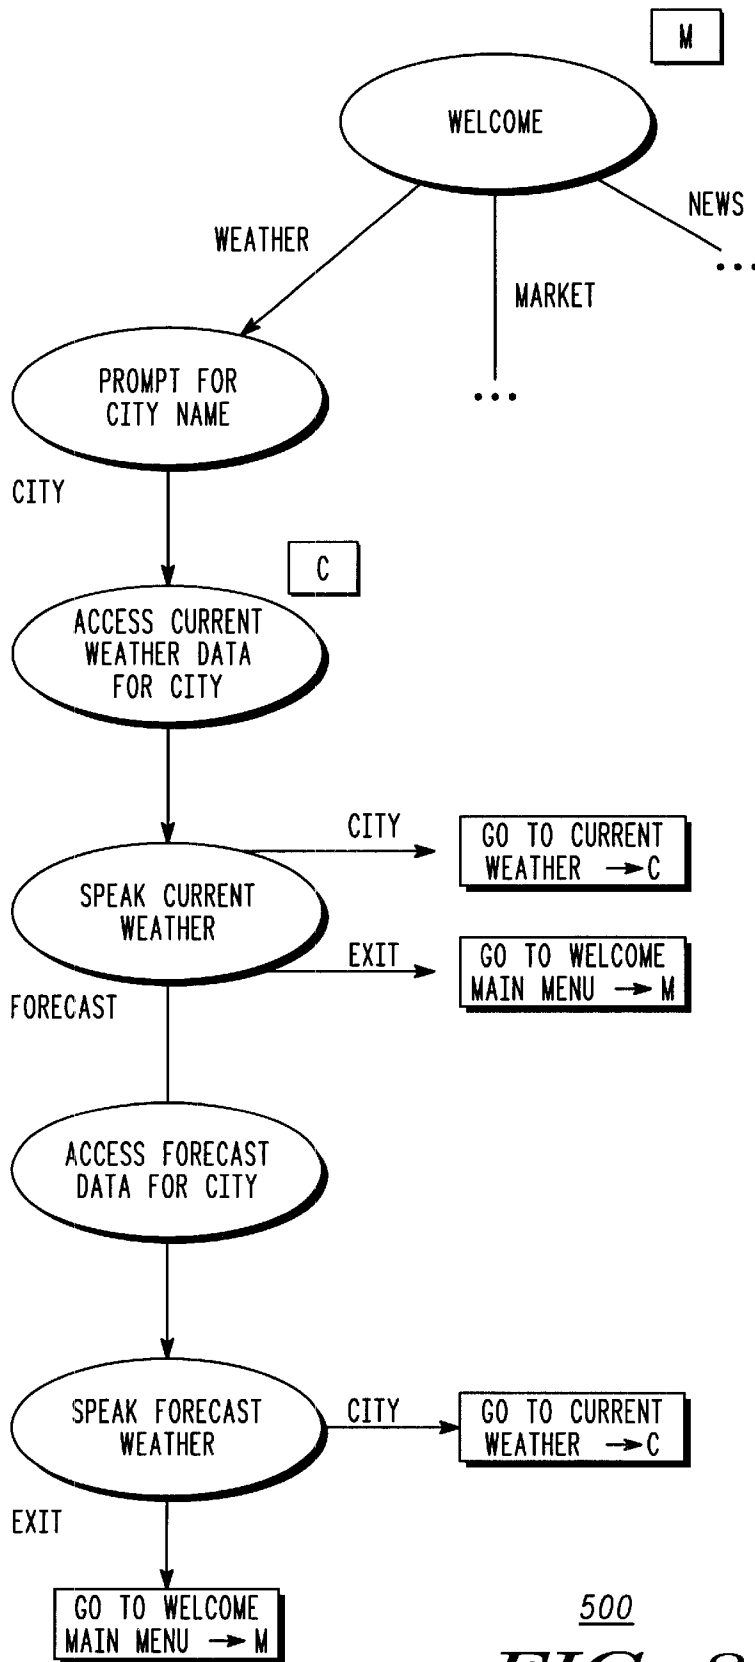 M
WELCOME
NEWS
...
WEATHER
MARKET
...
PROMPT FOR
CITY NAME
CITY
C
ACCESS CURRENT
WEATHER DATA
FOR CITY
CITY
GO TO CURRENT
WEATHER → C
SPEAK CURRENT
WEATHER
EXIT
GO TO WELCOME
MAIN MENU → M
FORECAST
ACCESS FORECAST
DATA FOR CITY
SPEAK FORECAST
WEATHER
CITY
GO TO CURRENT
WEATHER → C
EXIT
GO TO WELCOME
MAIN MENU → M
500